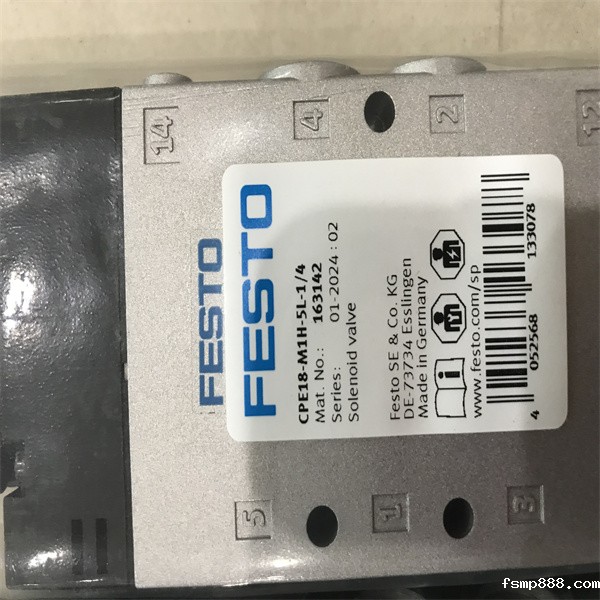 14
4
2
12
FESTO
FESTO
CPE18-M1H-5L-1/4
Mat. No.: 163142
Series: 01-2024 : 02
Solenoid valve
Festo SE & Co. KG
DE-73734 Esslingen
Made in Germany
www.festo.com/sp
4 052568 133078
5
1
3
fsmp888.com